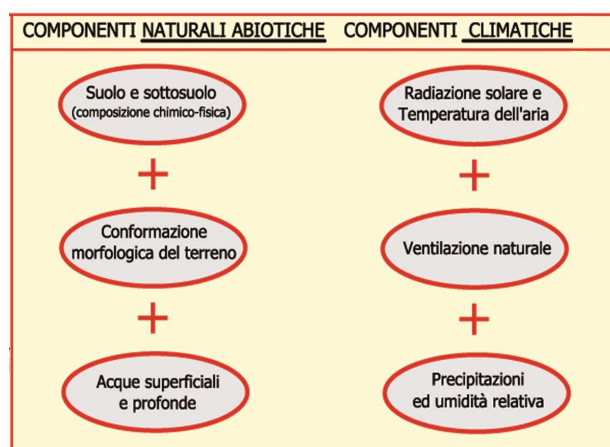 COMPONENTI NATURALI ABIOTICHE
Suolo e sottosuolo
(composizione chimico-fisica)
+
Conformazione
morfologica del terreno
+
Acque superficiali
e profonde
COMPONENTI CLIMATICHE
Radiazione solare e
Temperatura dell'aria
+
Ventilazione naturale
+
Precipitazioni
ed umidità relativa